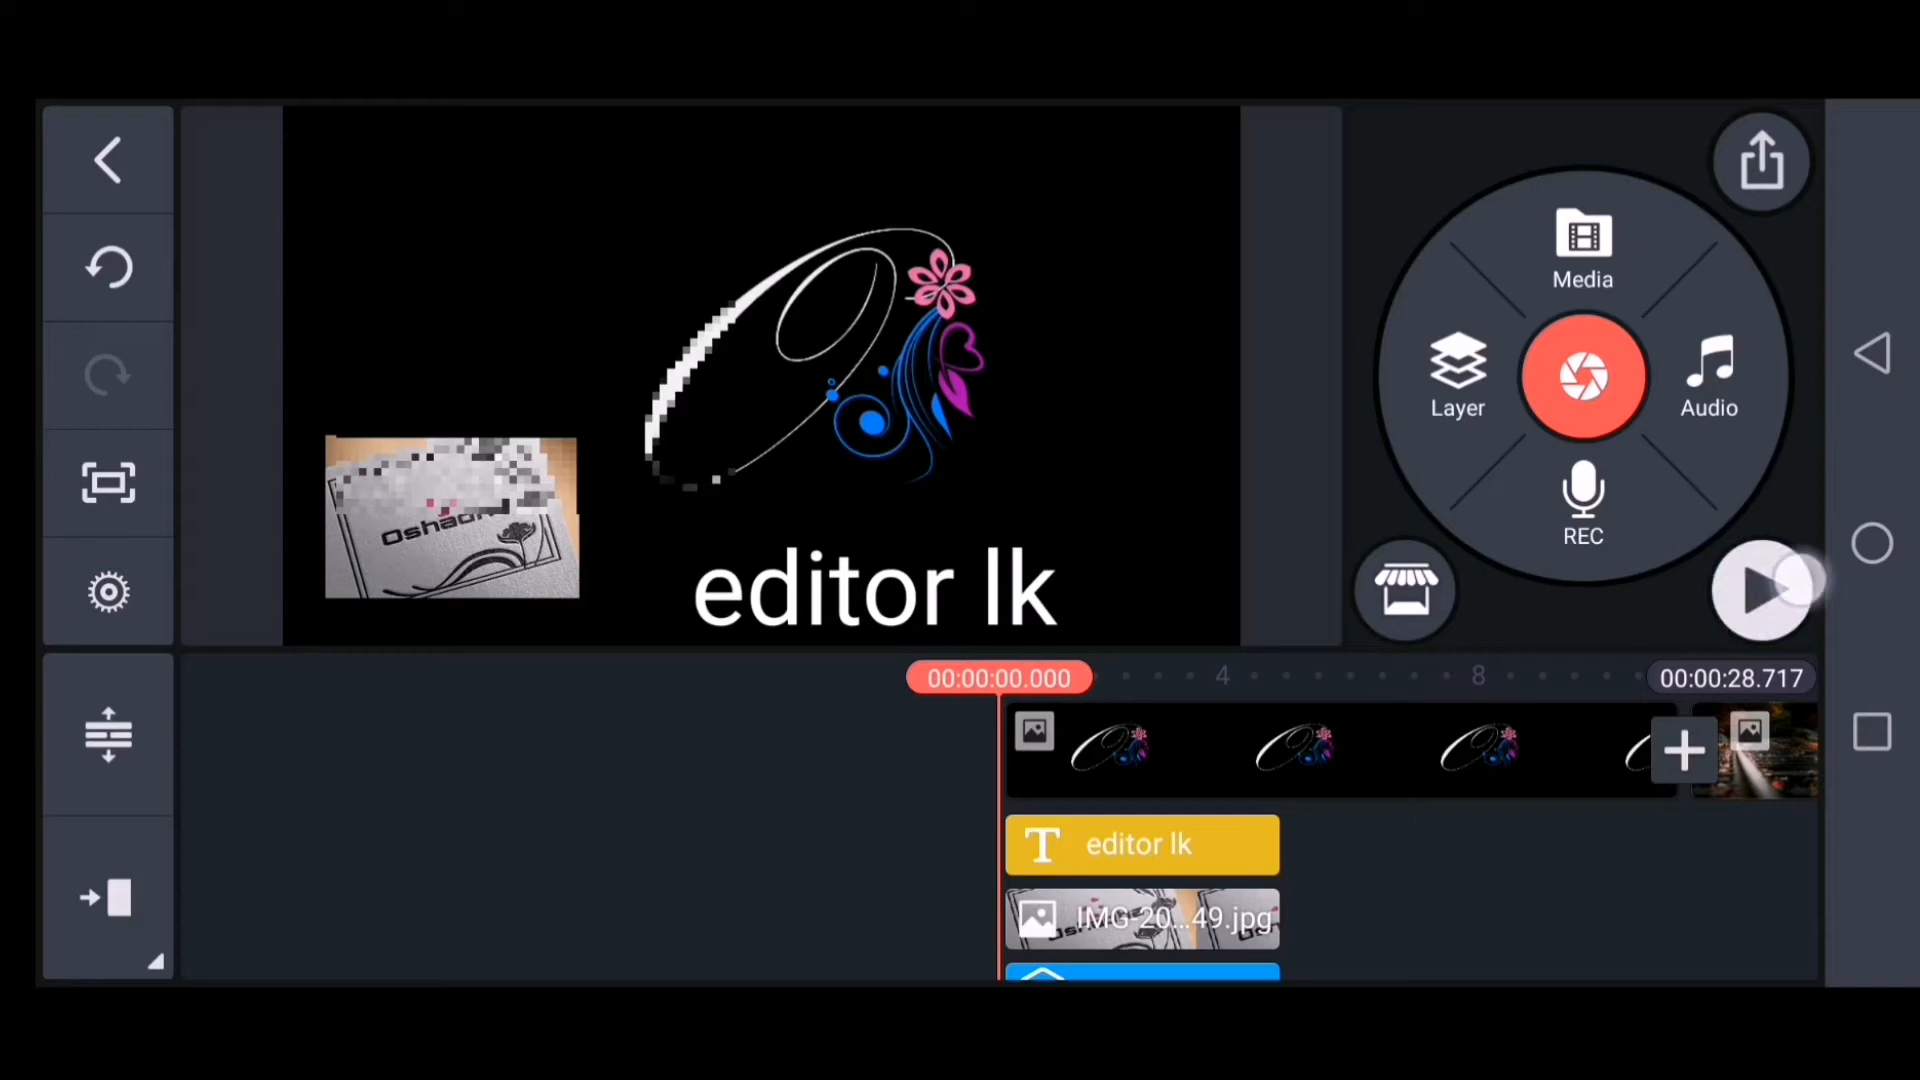 Media
Layer
Audio
REC
editor lk
00:00:00.000
4
8
00:00:28.717
editor lk
IMG-20...49.jpg